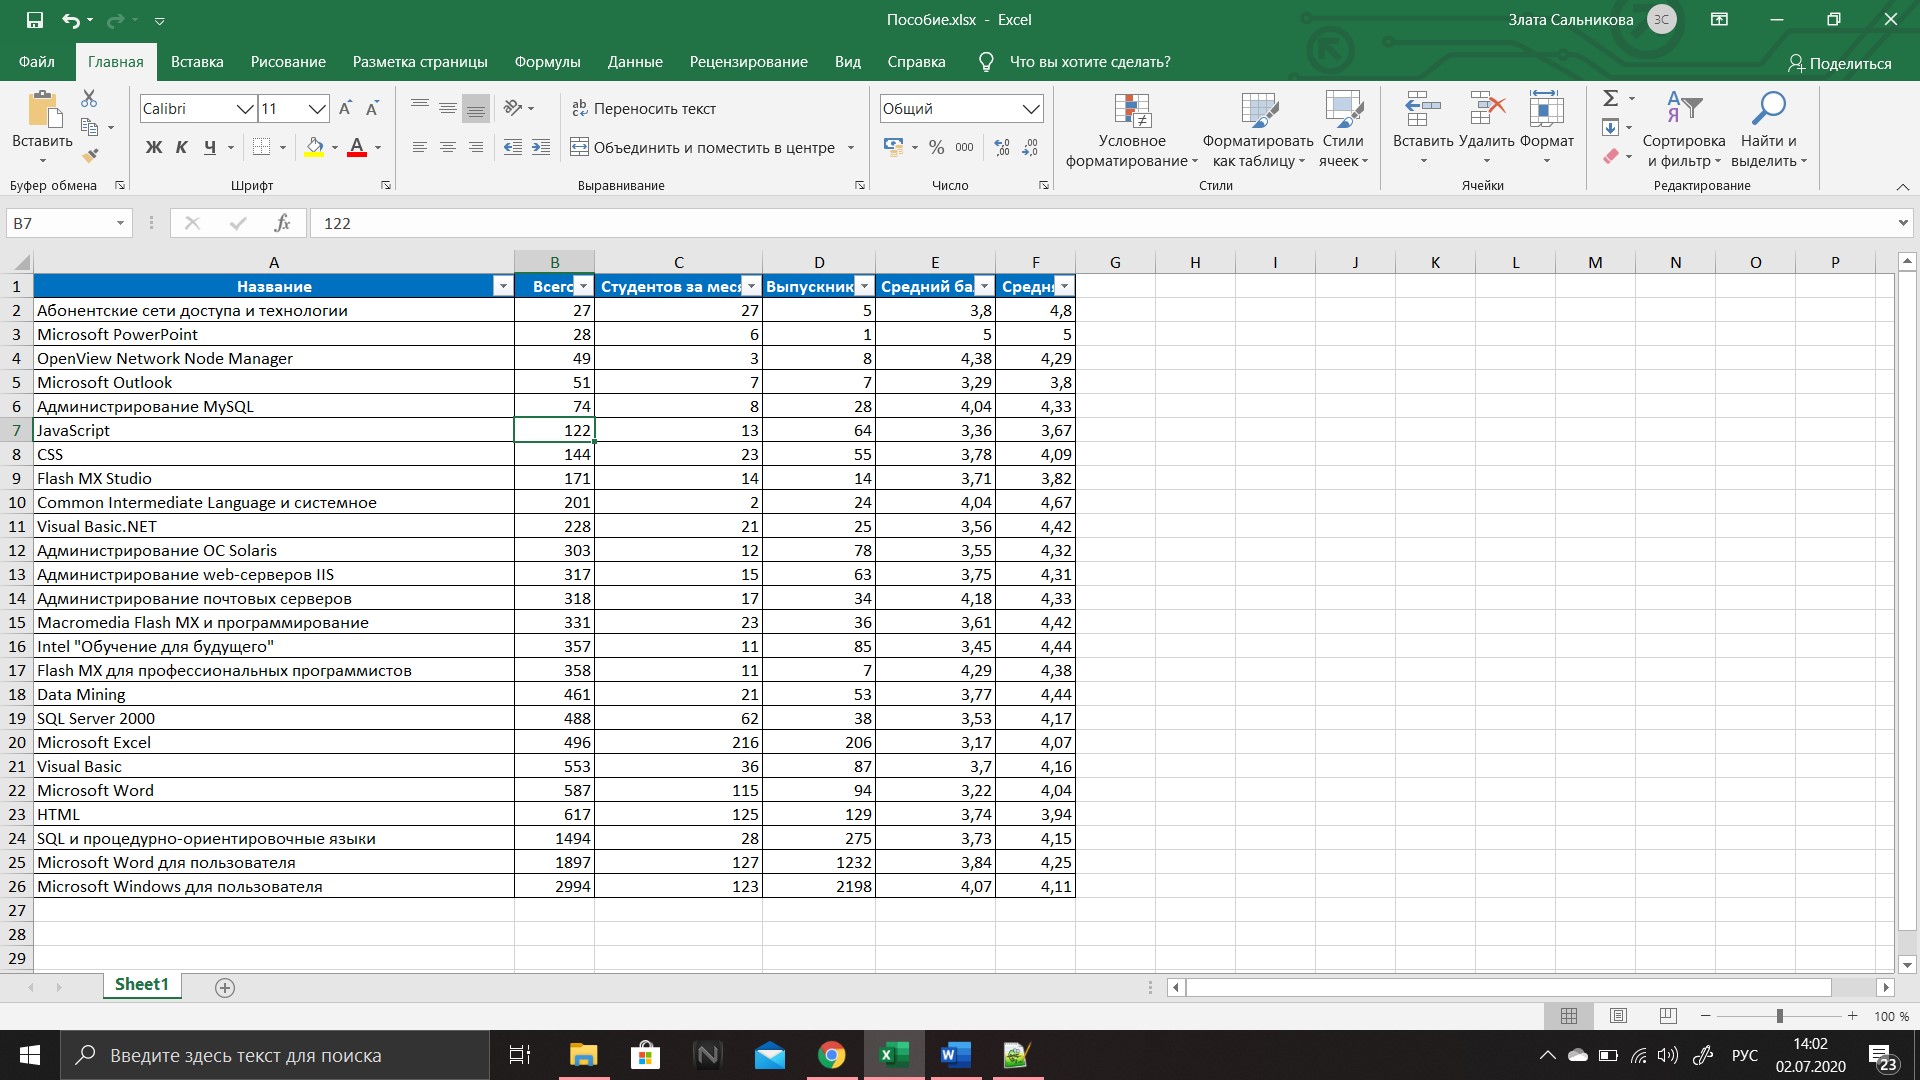 Пособие.xlsx - Excel
Злата Сальникова ЗС
Файл Главная Вставка Рисование Разметка страницы Формулы Данные Рецензирование Вид Справка Что вы хотите сделать? Поделиться
Вставить
Буфер обмена
Calibri 11
Ж К Ч
Шрифт
Переносить текст
Объединить и поместить в центре
Выравнивание
Общий
% 000
Число
Условное форматирование
Форматировать как таблицу
Стили ячеек
Стили
Вставить Удалить Формат
Ячейки
Сортировка и фильтр
Найти и выделить
Редактирование
B7 fx 122
A B C D E F G H I J K L M N O P
1 Название Всего Студентов за меся Выпускник Средний ба Средня
2 Абонентские сети доступа и технологии 27 27 5 3,8 4,8
3 Microsoft PowerPoint 28 6 1 5 5
4 OpenView Network Node Manager 49 3 8 4,38 4,29
5 Microsoft Outlook 51 7 7 3,29 3,8
6 Администрирование MySQL 74 8 28 4,04 4,33
7 JavaScript 122 13 64 3,36 3,67
8 CSS 144 23 55 3,78 4,09
9 Flash MX Studio 171 14 14 3,71 3,82
10 Common Intermediate Language и системное 201 2 24 4,04 4,67
11 Visual Basic.NET 228 21 25 3,56 4,42
12 Администрирование ОС Solaris 303 12 78 3,55 4,32
13 Администрирование web-серверов IIS 317 15 63 3,75 4,31
14 Администрирование почтовых серверов 318 17 34 4,18 4,33
15 Macromedia Flash MX и программирование 331 23 36 3,61 4,42
16 Intel "Обучение для будущего" 357 11 85 3,45 4,44
17 Flash MX для профессиональных программистов 358 11 7 4,29 4,38
18 Data Mining 461 21 53 3,77 4,44
19 SQL Server 2000 488 62 38 3,53 4,17
20 Microsoft Excel 496 216 206 3,17 4,07
21 Visual Basic 553 36 87 3,7 4,16
22 Microsoft Word 587 115 94 3,22 4,04
23 HTML 617 125 129 3,74 3,94
24 SQL и процедурно-ориентировочные языки 1494 28 275 3,73 4,15
25 Microsoft Word для пользователя 1897 127 1232 3,84 4,25
26 Microsoft Windows для пользователя 2994 123 2198 4,07 4,11
27
28
29
Sheet1
100 %
Введите здесь текст для поиска
РУС
14:02
02.07.2020
23